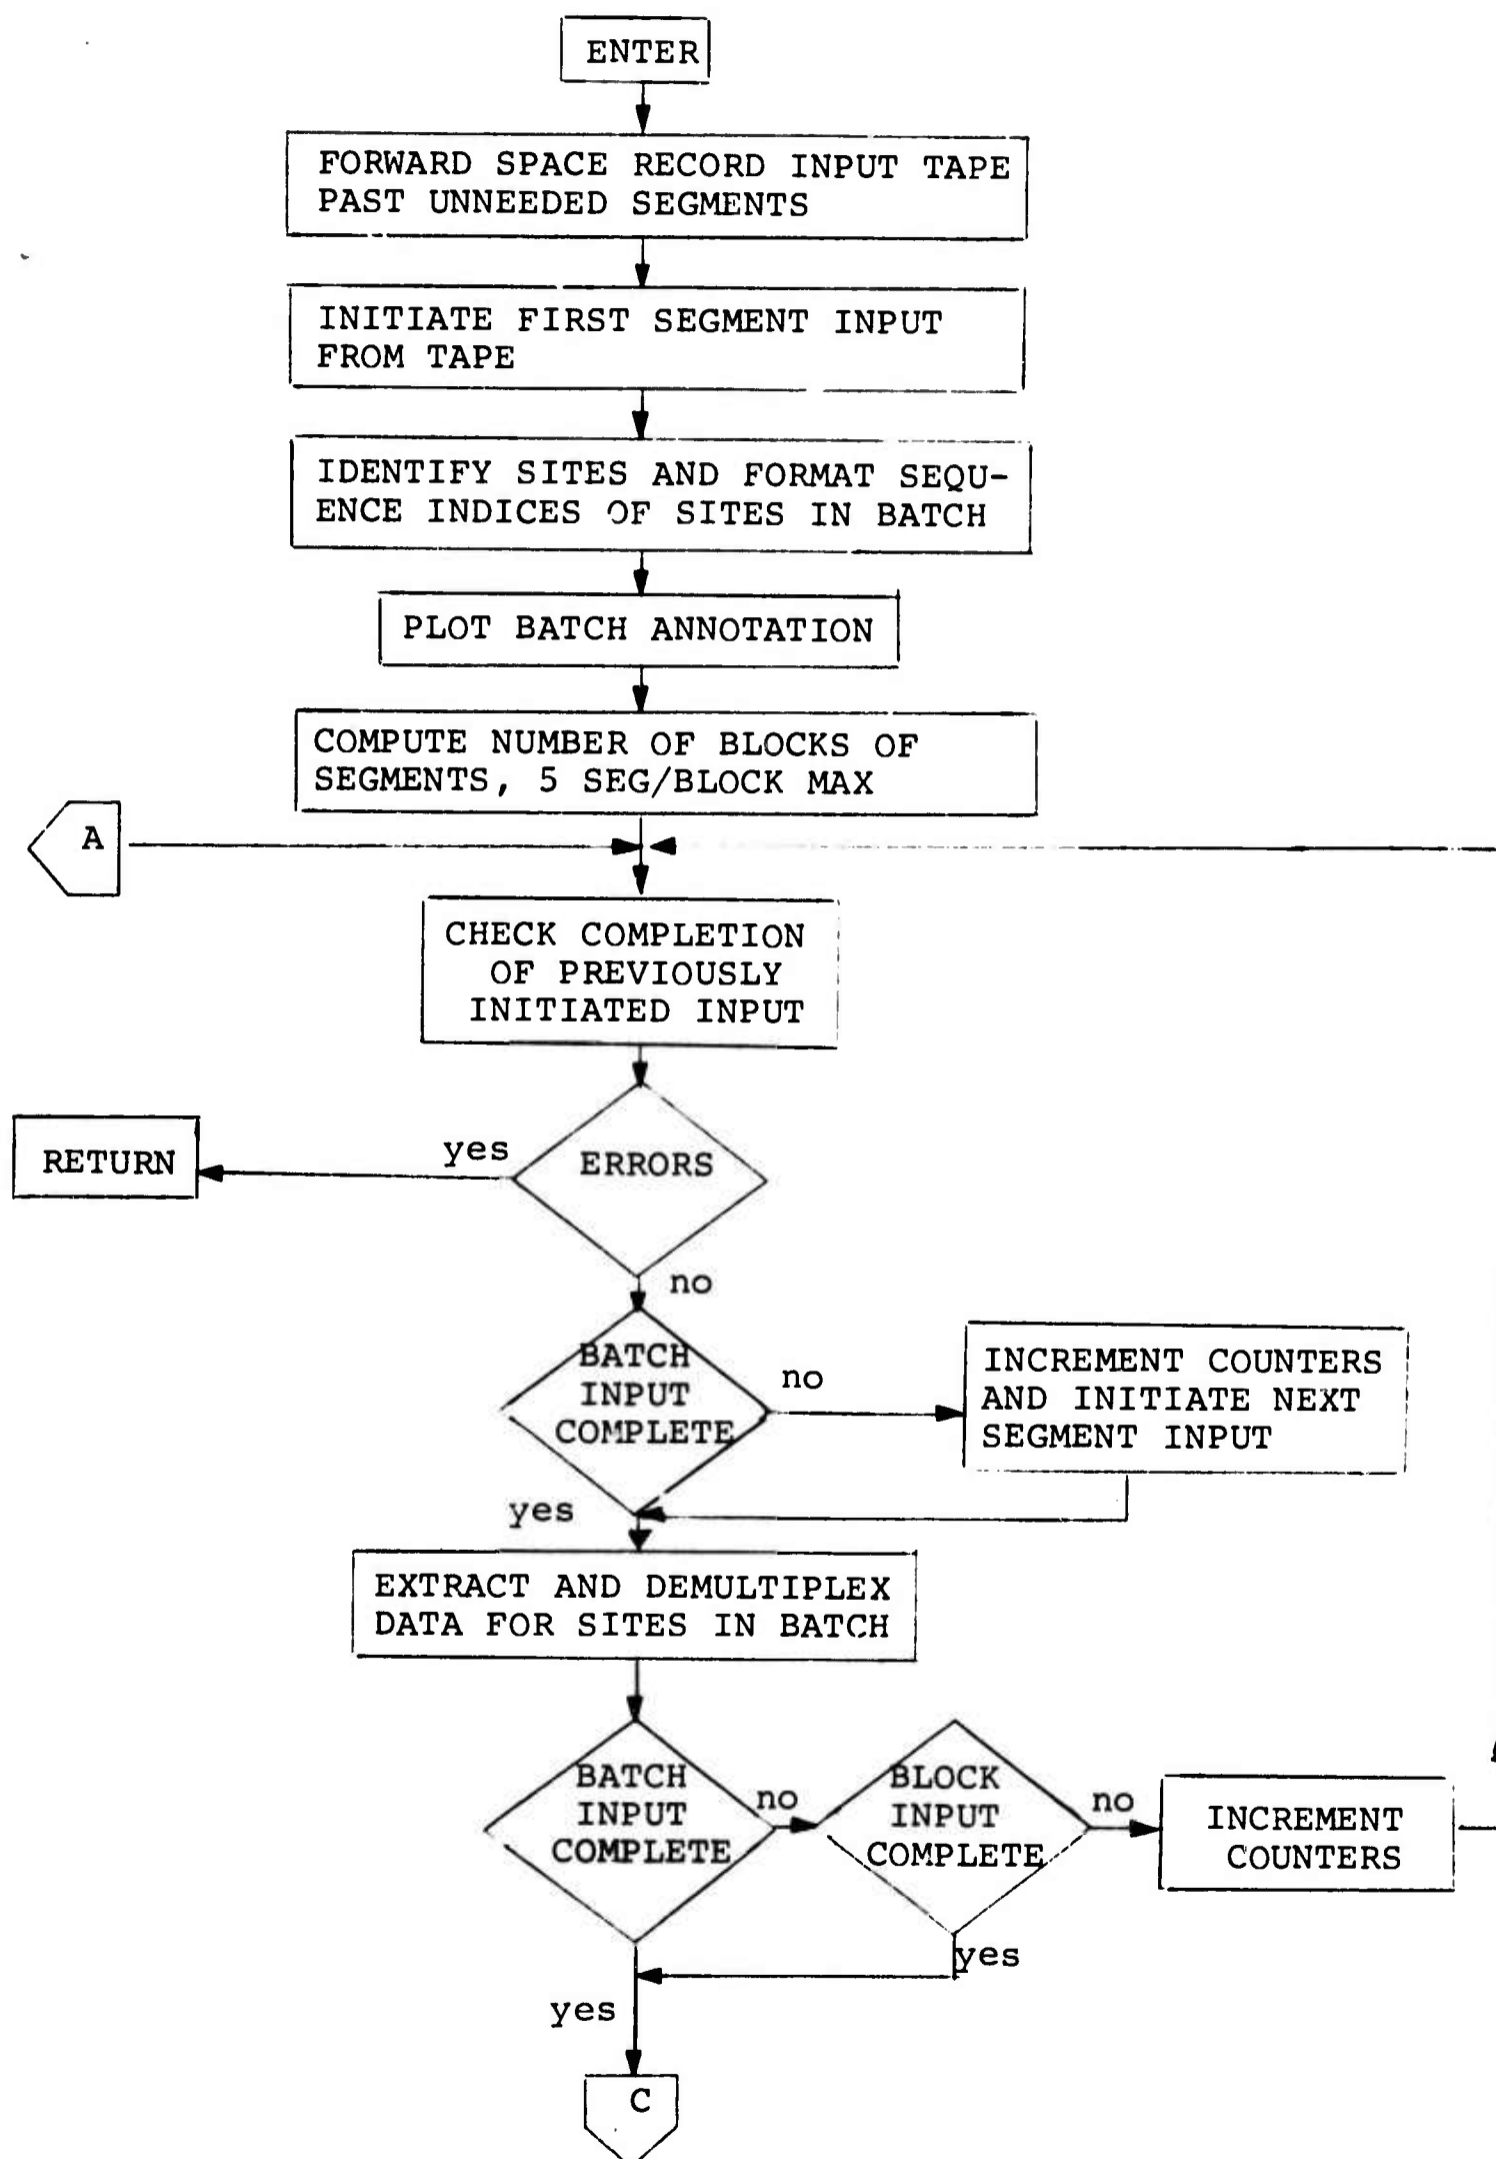 ENTER
FORWARD SPACE RECORD INPUT TAPE
PAST UNNEEDED SEGMENTS
INITIATE FIRST SEGMENT INPUT
FROM TAPE
IDENTIFY SITES AND FORMAT SEQU-
ENCE INDICES OF SITES IN BATCH
PLOT BATCH ANNOTATION
COMPUTE NUMBER OF BLOCKS OF
SEGMENTS, 5 SEG/BLOCK MAX
A
CHECK COMPLETION
OF PREVIOUSLY
INITIATED INPUT
ERRORS
yes
RETURN
no
BATCH
INPUT
COMPLETE
no
INCREMENT COUNTERS
AND INITIATE NEXT
SEGMENT INPUT
yes
EXTRACT AND DEMULTIPLEX
DATA FOR SITES IN BATCH
BATCH
INPUT
COMPLETE
no
BLOCK
INPUT
COMPLETE
no
INCREMENT
COUNTERS
yes
yes
C